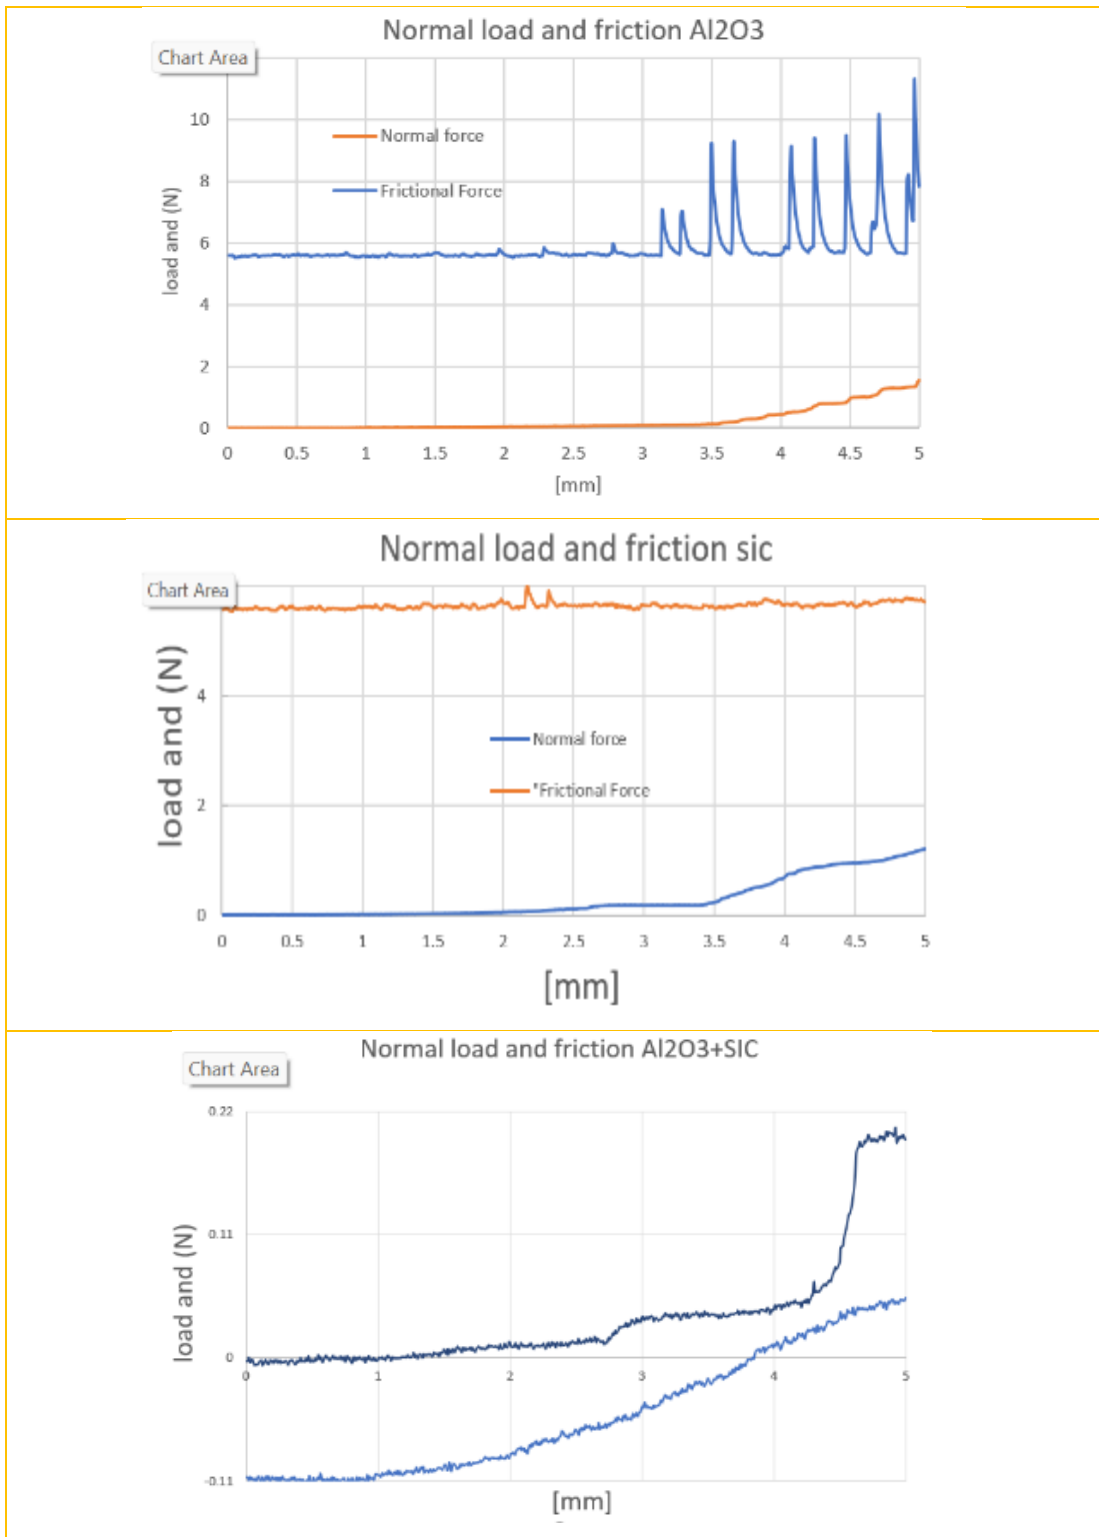 Normal load and friction Al2O3
Chart Area
10
8
6
4
2
0
load and (N)
Normal force
Frictional Force
0 0.5 1 1.5 2 2.5 3 3.5 4 4.5 5
[mm]
Normal load and friction sic
Chart Area
4
2
0
load and (N)
Normal force
"Frictional Force
0 0.5 1 1.5 2 2.5 3 3.5 4 4.5 5
[mm]
Normal load and friction Al2O3+SIC
Chart Area
0.22
0.11
0
-0.11
load and (N)
0 1 2 3 4 5
[mm]